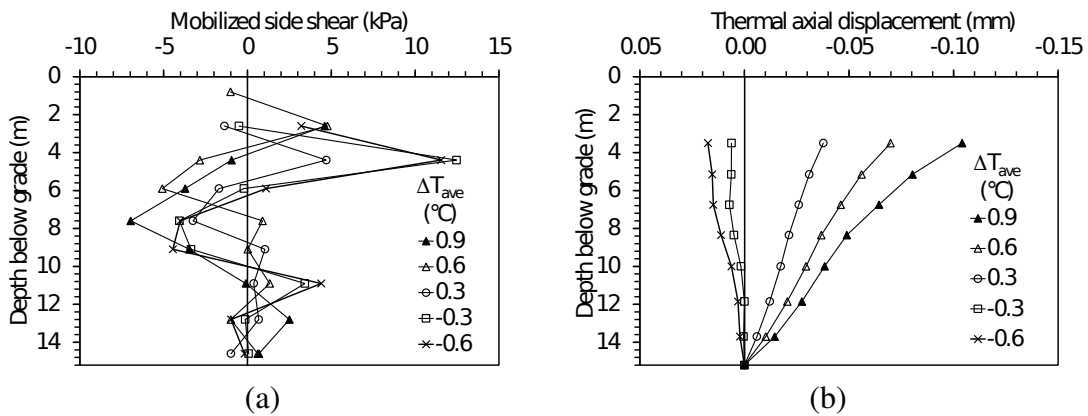 Mobilized side shear (kPa)
-10 -5 0 5 10 15
0
2
4
6
8
10
12
14
Depth below grade (m)
ΔTave
(°C)
0.9
0.6
0.3
-0.3
-0.6
(a)
Thermal axial displacement (mm)
0.05 0.00 -0.05 -0.10 -0.15
0
2
4
6
8
10
12
14
Depth below grade (m)
ΔTave
(°C)
0.9
0.6
0.3
-0.3
-0.6
(b)